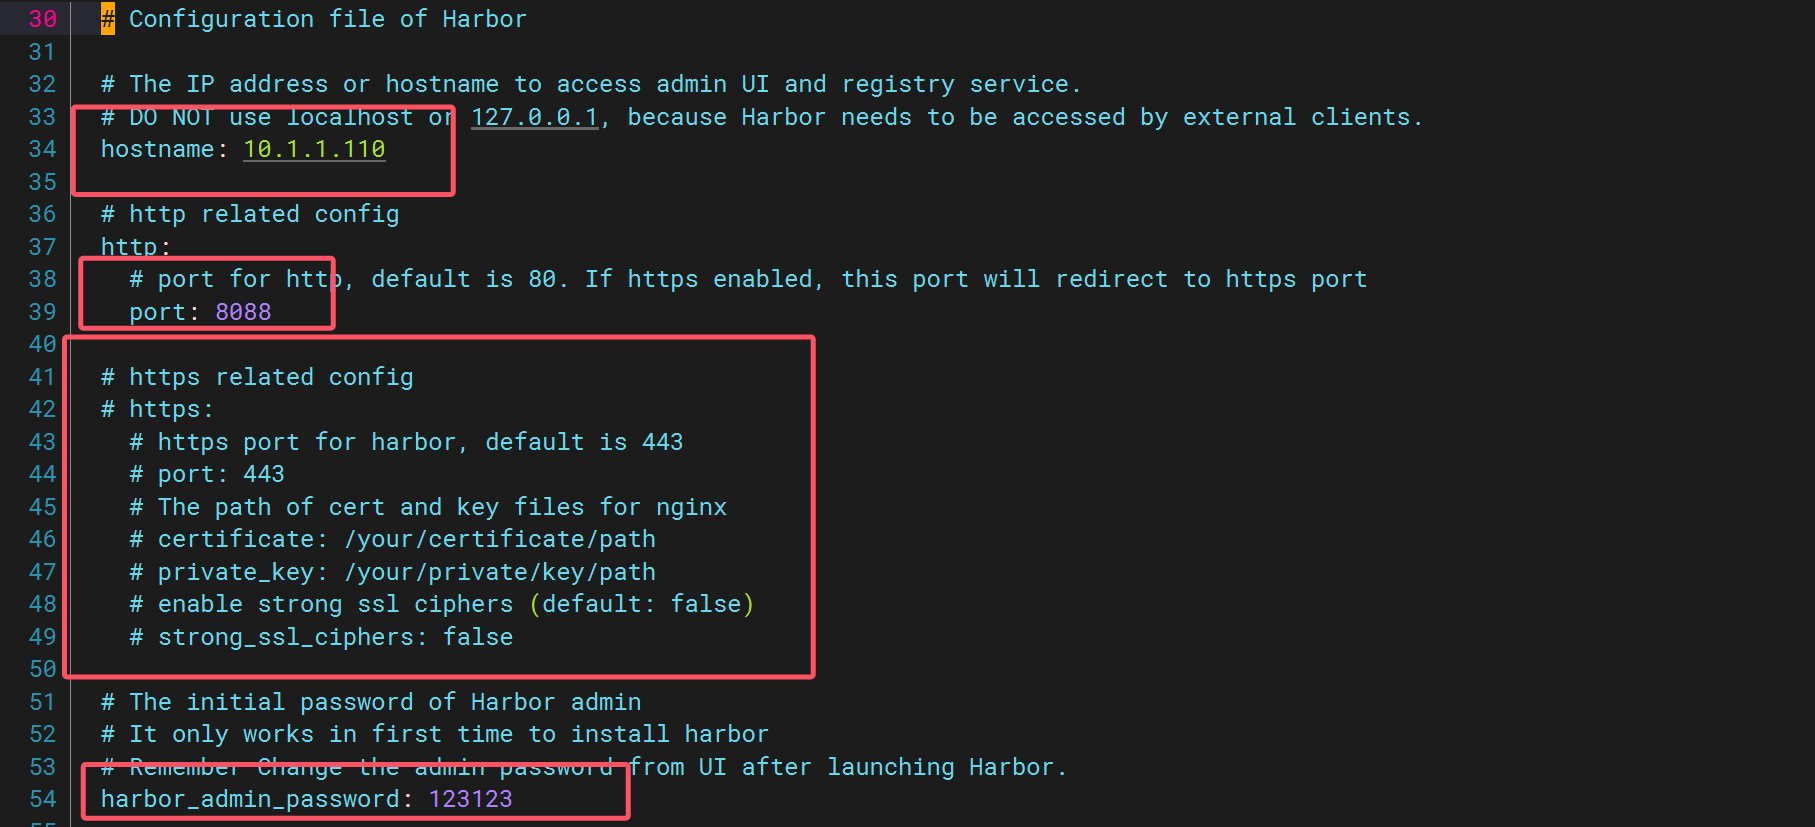 30 # Configuration file of Harbor
31
32 # The IP address or hostname to access admin UI and registry service.
33 # DO NOT use localhost or 127.0.0.1, because Harbor needs to be accessed by external clients.
34 hostname: 10.1.1.110
35
36 # http related config
37 http:
38   # port for http, default is 80. If https enabled, this port will redirect to https port
39   port: 8088
40
41 # https related config
42 # https:
43   # https port for harbor, default is 443
44   # port: 443
45   # The path of cert and key files for nginx
46   # certificate: /your/certificate/path
47   # private_key: /your/private/key/path
48   # enable strong ssl ciphers (default: false)
49   # strong_ssl_ciphers: false
50
51 # The initial password of Harbor admin
52 # It only works in first time to install harbor
53 # Remember Change the admin password from UI after launching Harbor.
54 harbor_admin_password: 123123